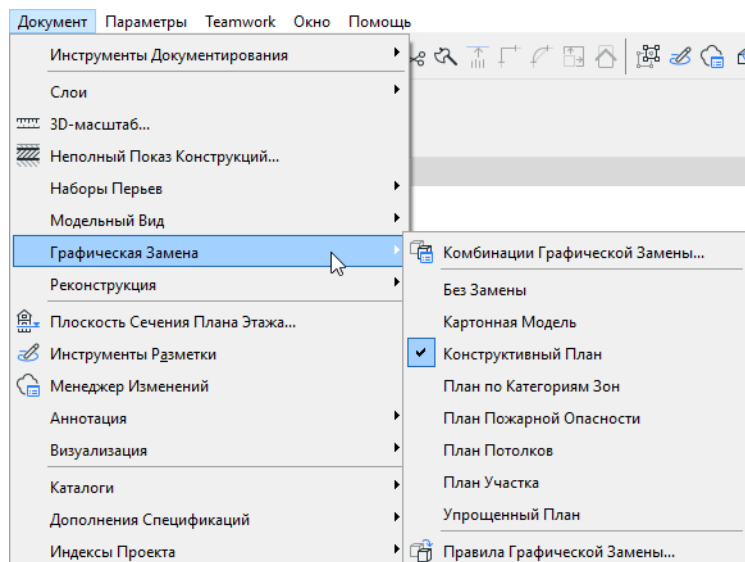 Документ Параметры Teamwork Окно Помощь
Инструменты Документирования
Слои
3D-масштаб...
Неполный Показ Конструкций...
Наборы Перьев
Модельный Вид
Графическая Замена
Реконструкция
Плоскость Сечения Плана Этажа...
Инструменты Разметки
Менеджер Изменений
Аннотация
Визуализация
Каталоги
Дополнения Спецификаций
Индексы Проекта
Комбинации Графической Замены...
Без Замены
Картонная Модель
Конструктивный План
План по Категориям Зон
План Пожарной Опасности
План Потолков
План Участка
Упрощенный План
Правила Графической Замены...